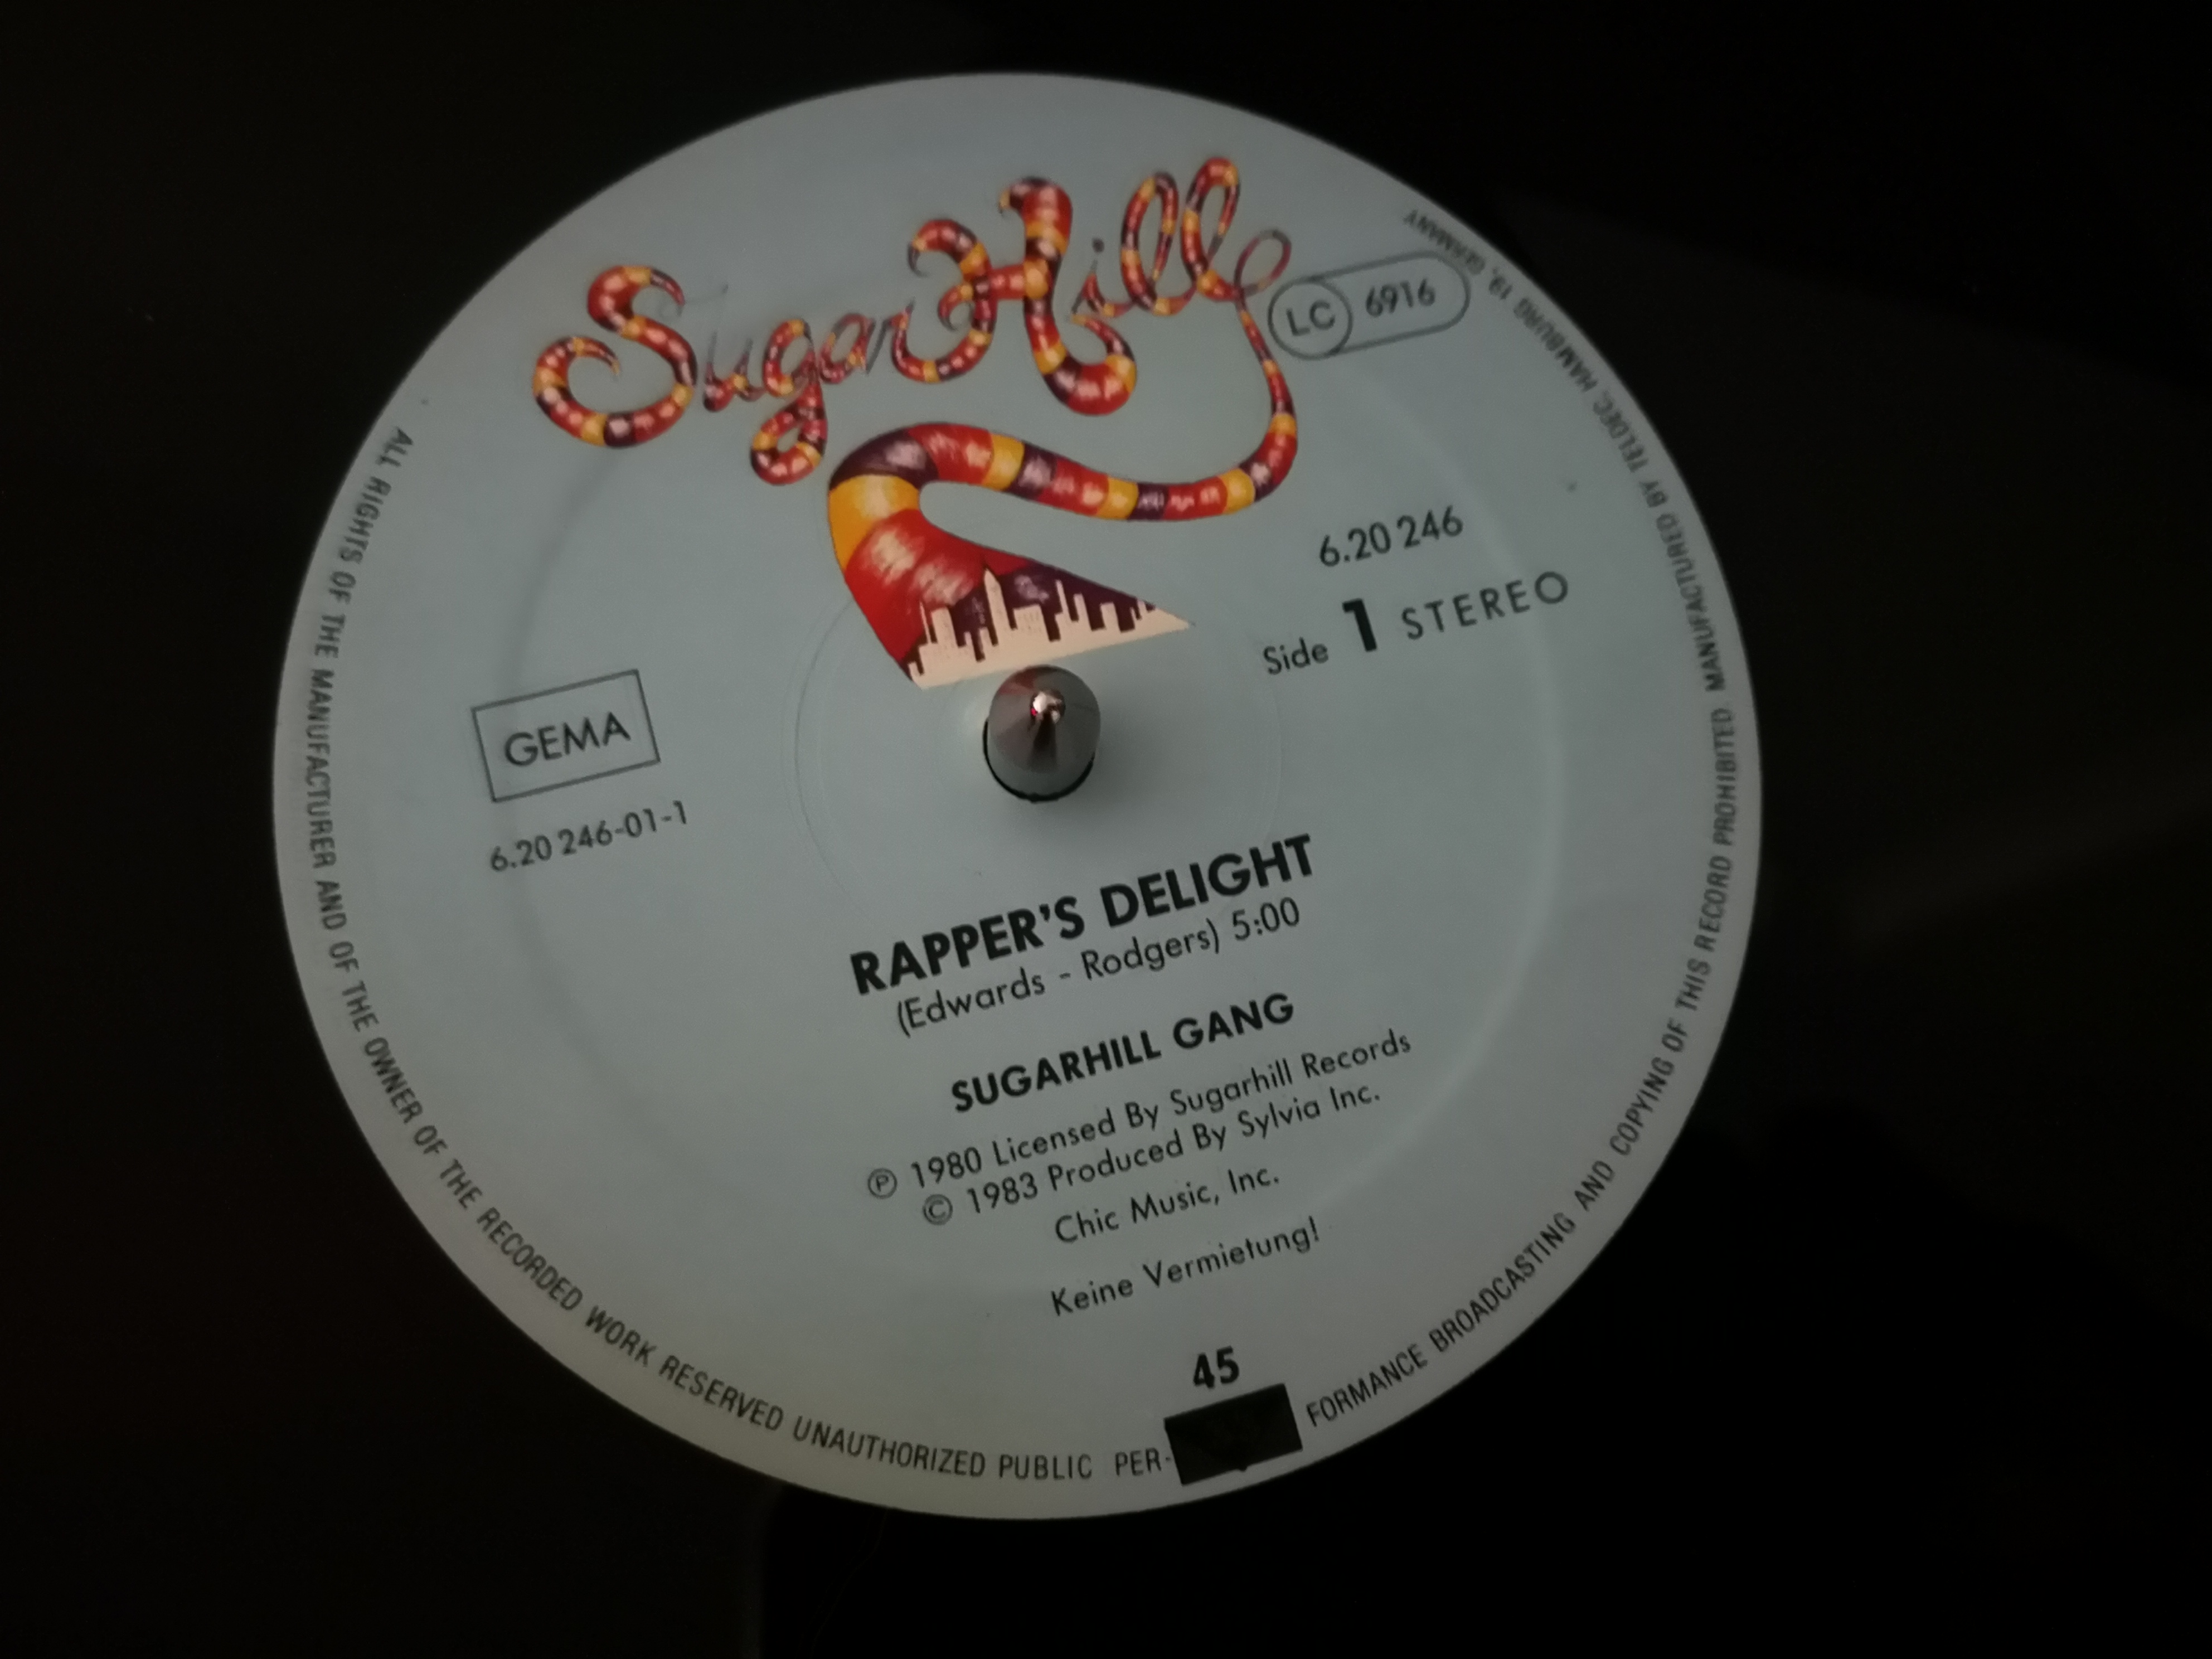 Sugar Hill
LC 6916
6.20 246
Side 1 STEREO
GEMA
6.20 246-01-1
RAPPER'S DELIGHT
(Edwards - Rodgers) 5:00
SUGARHILL GANG
℗ 1980 Licensed By Sugarhill Records
© 1983 Produced By Sylvia Inc.
Chic Music, Inc.
Keine Vermietung!
45
ALL RIGHTS OF THE MANUFACTURER AND OF THE OWNER OF THE RECORDED WORK RESERVED UNAUTHORIZED PUBLIC PER- FORMANCE BROADCASTING AND COPYING OF THIS RECORD PROHIBITED MANUFACTURED BY TELDEC, HAMBURG 19, GERMANY